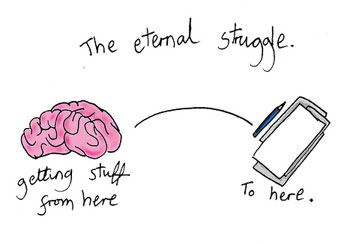 The eternal struggle.
getting stuff
from here
To here.